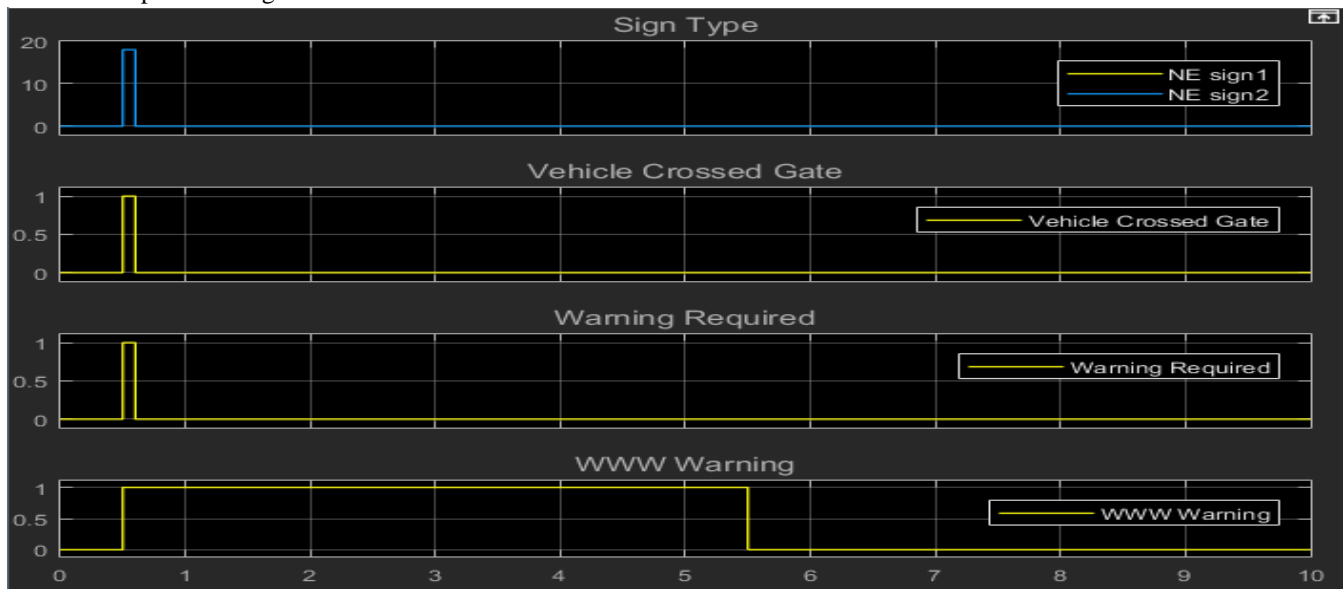 Sign Type
20
10
0
NE sign1
NE sign2
Vehicle Crossed Gate
1
0.5
0
Vehicle Crossed Gate
Warning Required
1
0.5
0
Warning Required
WWW Warning
1
0.5
0
WWW Warning
0 1 2 3 4 5 6 7 8 9 10